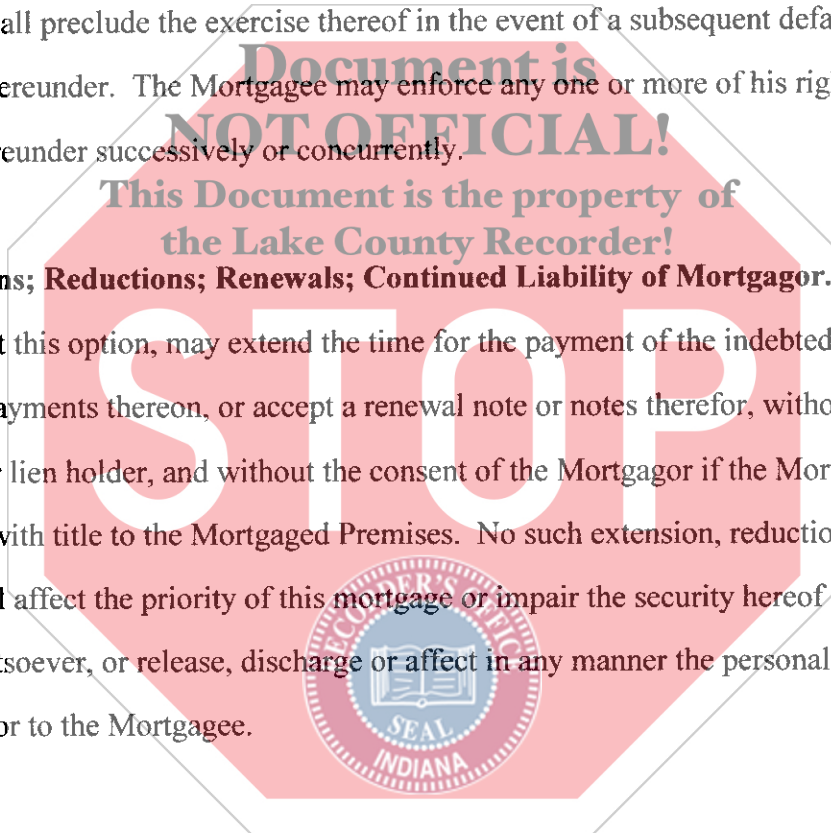 all preclude the exercise thereof in the event of a subsequent defa
Document is
ereunder. The Mortgagee may enforce any one or more of his righ
NOT OFFICIAL!
reunder successively or concurrently.
This Document is the property of
the Lake County Recorder!
ns; Reductions; Renewals; Continued Liability of Mortgagor.
t this option, may extend the time for the payment of the indebted
STOP
ayments thereon, or accept a renewal note or notes therefor, witho
r lien holder, and without the consent of the Mortgagor if the Mor
with title to the Mortgaged Premises. No such extension, reductio
l affect the priority of this mortgage or impair the security hereof
tsoever, or release, discharge or affect in any manner the personal
or to the Mortgagee.
SEAL
INDIANA